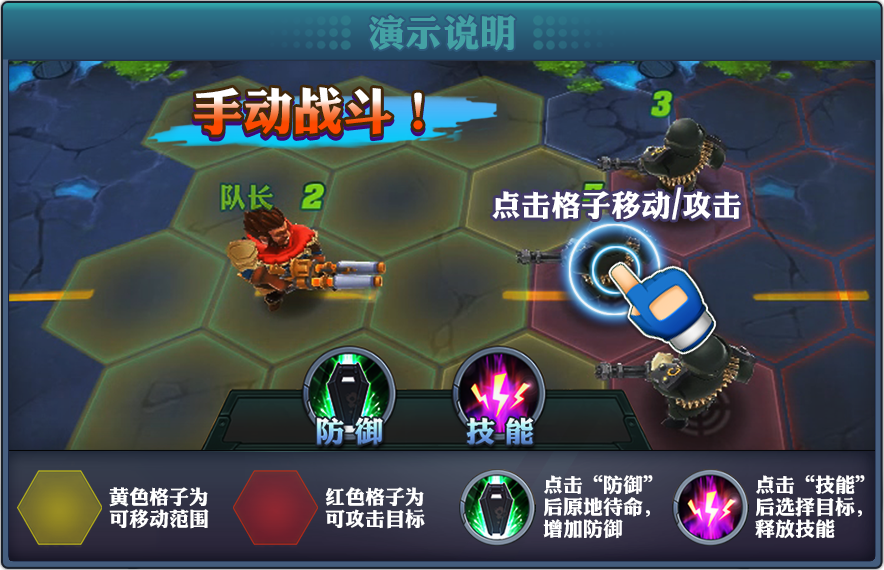 演示说明
手动战斗！
3
队长 2
点击格子移动/攻击
防御
技能
黄色格子为
可移动范围
红色格子为
可攻击目标
点击“防御”
后原地待命，
增加防御
点击“技能”
后选择目标，
释放技能